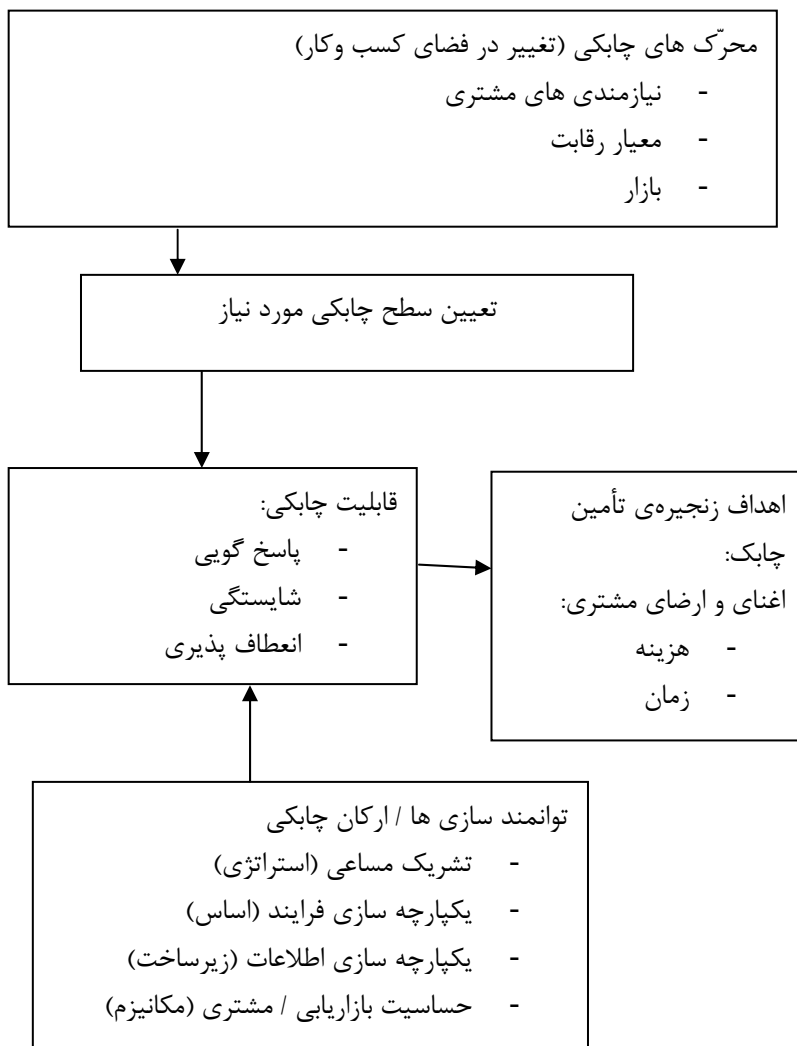 محرّک های چابکی (تغییر در فضای کسب وکار)
- نیازمندی های مشتری
- معیار رقابت
- بازار
تعیین سطح چابکی مورد نیاز
قابلیت چابکی:
- پاسخ گویی
- شایستگی
- انعطاف پذیری
اهداف زنجیره‌ی تأمین
چابک:
اغنای و ارضای مشتری:
- هزینه
- زمان
توانمند سازی ها / ارکان چابکی
- تشریک مساعی (استراتژی)
- یکپارچه سازی فرایند (اساس)
- یکپارچه سازی اطلاعات (زیرساخت)
- حساسیت بازاریابی / مشتری (مکانیزم)